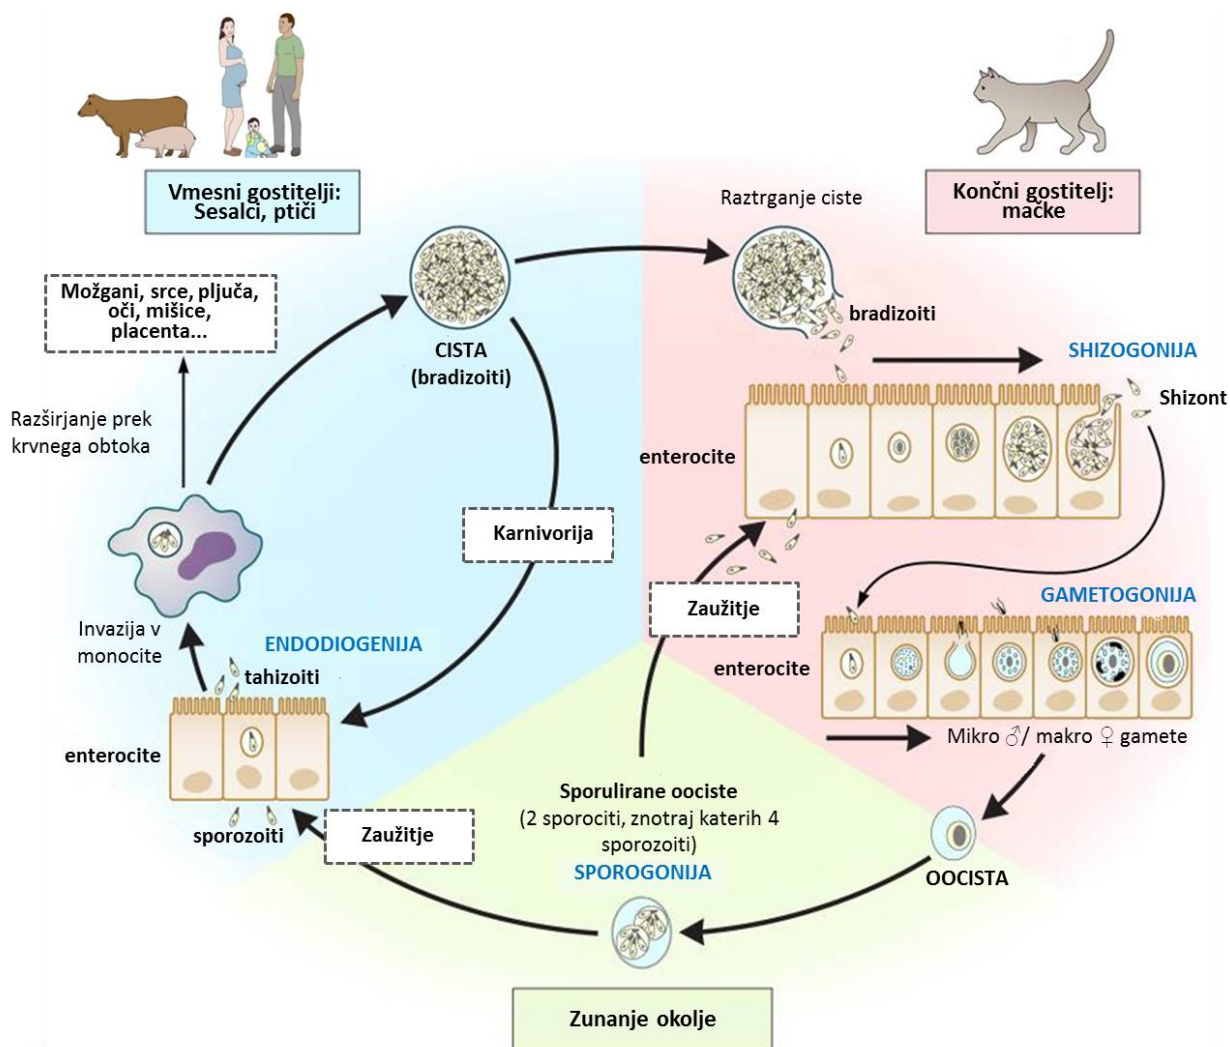 Vmesni gostitelji:
Sesalci, ptiči
Končni gostitelj:
mačke
Raztrganje ciste
Možgani, srce, pljuča,
oči, mišice,
placenta...
bradizoiti
CISTA
(bradizoiti)
SHIZOGONIJA
Shizont
Razširjanje prek
krvnega obtoka
enterocite
Karnivorija
Zaužitje
GAMETOGONIJA
Invazija v
monocite
ENDODIOGENIJA
tahizoiti
enterocite
enterocite
Mikro ♂/ makro ♀ gamete
Sporulirane oociste
(2 sporociti, znotraj katerih 4
sporozoiti)
SPOROGONIJA
Zaužitje
sporozoiti
OOCISTA
Zunanje okolje